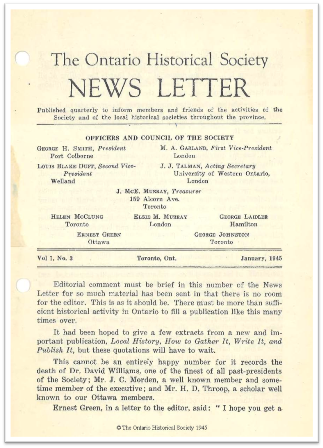 The Ontario Historical Society
NEWS LETTER
Published quarterly to inform members and friends of the activities of the
Society and of the local historical societies throughout the province.
OFFICERS AND COUNCIL OF THE SOCIETY
GEORGE H. SMITH, President
Port Colborne
M. A. GARLAND, First Vice-President
London
LOUIS BLAKE DUFF, Second Vice-
President
Welland
J. J. TALMAN, Acting Secretary
University of Western Ontario,
London
J. McE. MURRAY, Treasurer
159 Alcorn Ave.
Toronto
HELEN McCLUNG
Toronto
ELSIE M. MURRAY
London
GEORGE LAIDLER
Hamilton
ERNEST GREEN
Ottawa
GEORGE JOHNSTON
Toronto
Vol 1, No. 3 Toronto, Ont. January, 1945
Editorial comment must be brief in this number of the News
Letter for so much material has been sent in that there is no room
for the editor. This is as it should be. There must be more than suffi-
cient historical activity in Ontario to fill a publication like this many
times over.
It had been hoped to give a few extracts from a new and im-
portant publication, Local History, How to Gather It, Write It, and
Publish It, but these quotations will have to wait.
This cannot be an entirely happy number for it records the
death of Dr. David Williams, one of the finest of all past-presidents
of the Society; Mr. J. C. Morden, a well known member and some-
time member of the executive; and Mr. H. D. Throop, a scholar well
known to our Ottawa members.
Ernest Green, in a letter to the editor, said: " I hope you get a
©The Ontario Historical Society 1945